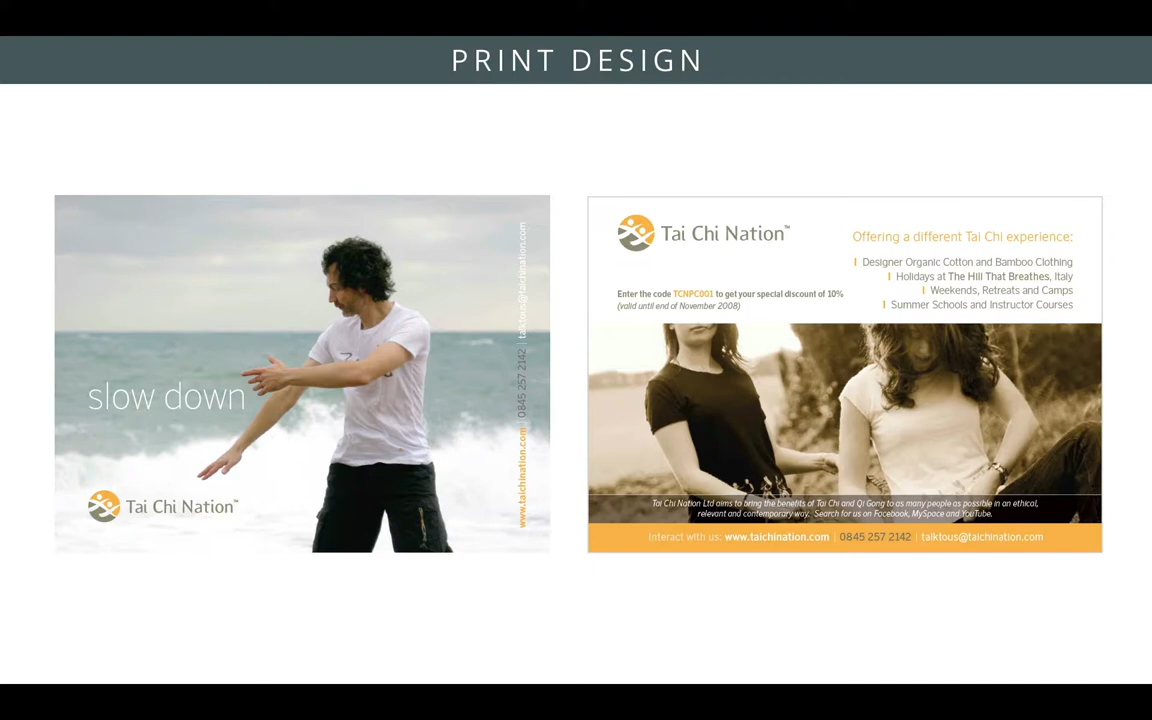 PRINT DESIGN
slow down
Tai Chi Nation™
www.taichination.com | 0845 257 2142 | talktous@taichination.com
Tai Chi Nation™
Enter the code TCNPC001 to get your special discount of 10%
(valid until end of November 2008)
Offering a different Tai Chi experience:
Designer Organic Cotton and Bamboo Clothing
Holidays at The Hill That Breathes, Italy
Weekends, Retreats and Camps
Summer Schools and Instructor Courses
Tai Chi Nation Ltd aims to bring the benefits of Tai Chi and Qi Gong to as many people as possible in an ethical,
relevant and contemporary way. Search for us on Facebook, MySpace and YouTube.
Interact with us: www.taichination.com | 0845 257 2142 | talktous@taichination.com